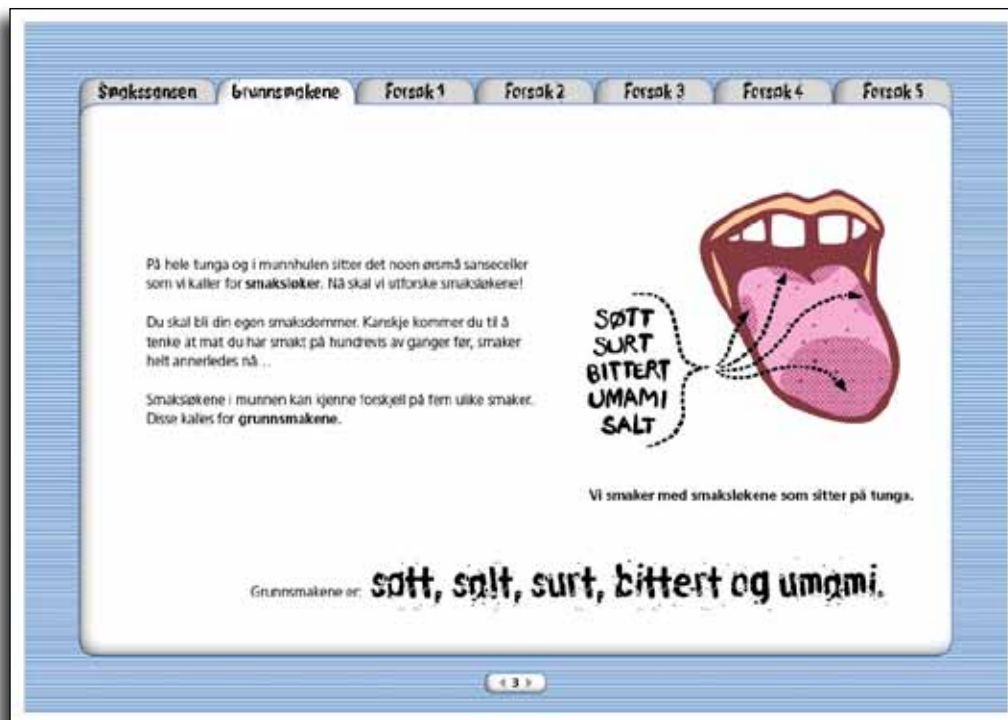 Smakssansen
Grunnsmakene
Forsøk 1
Forsøk 2
Forsøk 3
Forsøk 4
Forsøk 5
På hele tunga og i munnhulen sitter det noen ørsmå sanseceller
som vi kaller for smaksløker. Nå skal vi utforske smaksløkene!
Du skal bli din egen smaksdommer. Kanskje kommer du til å
tenke at mat du har smakt på hundrevis av ganger før, smaker
helt annerledes nå...
Smaksløkene i munnen kan kjenne forskjell på fem ulike smaker.
Disse kalles for grunnsmakene.
SØTT
SURT
BITTERT
UMAMI
SALT
Vi smaker med smaksløkene som sitter på tunga.
Grunnsmakene er: søtt, salt, surt, bittert og umami.
3